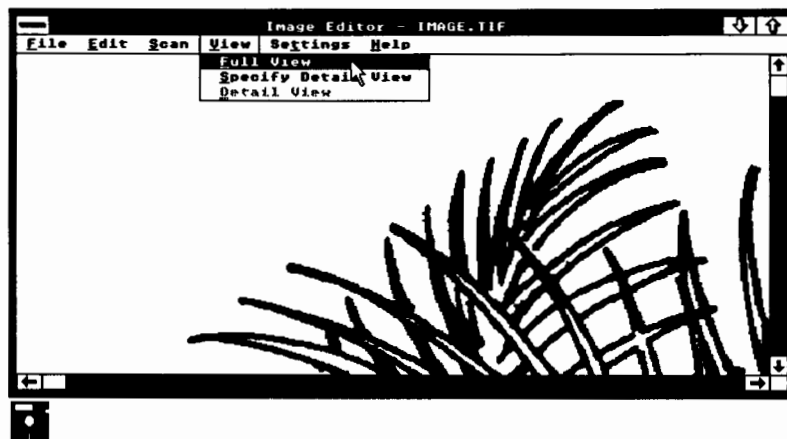 Image Editor - IMAGE.TIF
File Edit Scan View Settings Help
Full View
Specify Detail View
Detail View